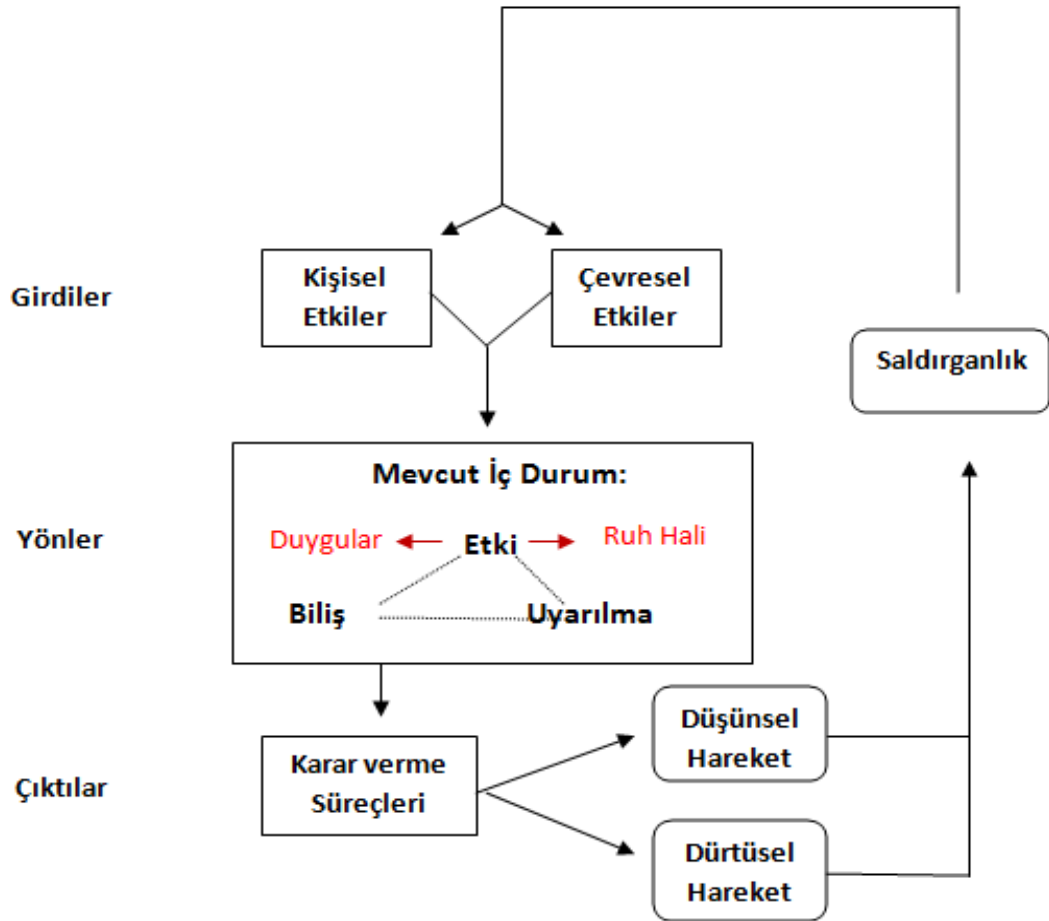 Girdiler
Kişisel
Etkiler
Çevresel
Etkiler
Saldırganlık
Yönler
Mevcut İç Durum:
Duygular
Etki
Ruh Hali
Biliş
Uyarılma
Çıktılar
Karar verme
Süreçleri
Düşünsel
Hareket
Dürtüsel
Hareket